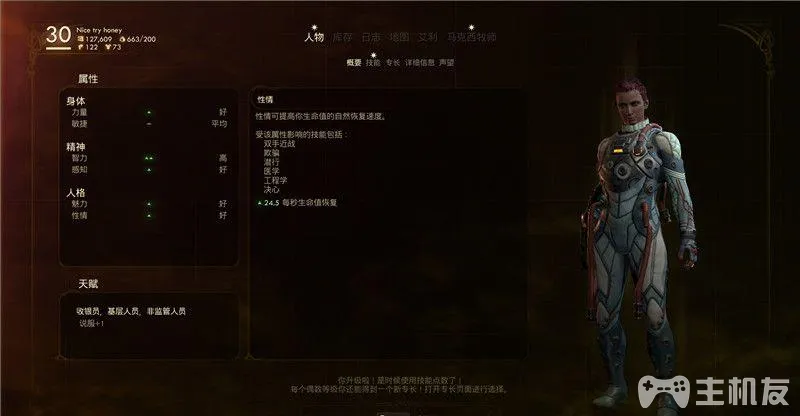 30 Nice try honey
127,609 663/200
122 73
人物 库存 日志 地图 艾利 马克西牧师
概要 技能 专长 详细信息 声望
属性
身体
力量 好
敏捷 平均
精神
智力 高
感知 好
人格
魅力 好
性情 好
性情
性情可提高你生命值的自然恢复速度。
受该属性影响的技能包括：
双手近战
欺骗
潜行
医学
工程学
决心
24.5 每秒生命值恢复
天赋
收银员，基层人员，非监管人员
说服+1
你升级啦！是时候使用技能点数了！
每个偶数等级你还能得到一个新专长！打开专长页面进行选择。
主机友